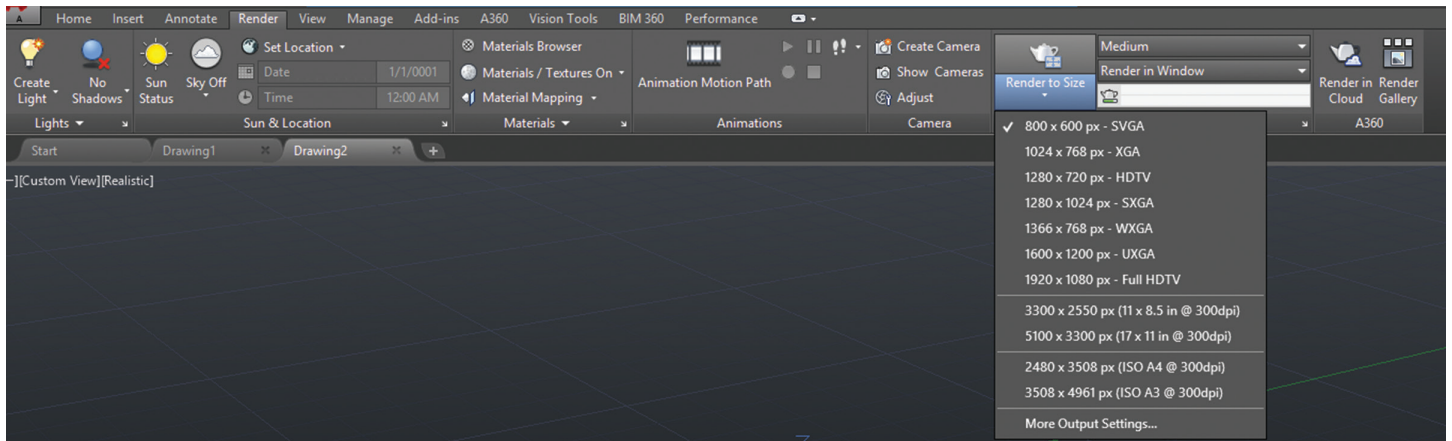 A Home Insert Annotate Render View Manage Add-ins A360 Vision Tools BIM 360 Performance
Create Light
No Shadows
Lights
Sun Status
Sky Off
Set Location
Date 1/1/0001
Time 12:00 AM
Sun & Location
Materials Browser
Materials / Textures On
Material Mapping
Materials
Animation Motion Path
Animations
Create Camera
Show Cameras
Adjust
Camera
Render to Size
Medium
Render in Window
Render in Cloud
Render Gallery
A360
Start Drawing1 Drawing2
–][Custom View][Realistic]
800 x 600 px - SVGA
1024 x 768 px - XGA
1280 x 720 px - HDTV
1280 x 1024 px - SXGA
1366 x 768 px - WXGA
1600 x 1200 px - UXGA
1920 x 1080 px - Full HDTV
3300 x 2550 px (11 x 8.5 in @ 300dpi)
5100 x 3300 px (17 x 11 in @ 300dpi)
2480 x 3508 px (ISO A4 @ 300dpi)
3508 x 4961 px (ISO A3 @ 300dpi)
More Output Settings...